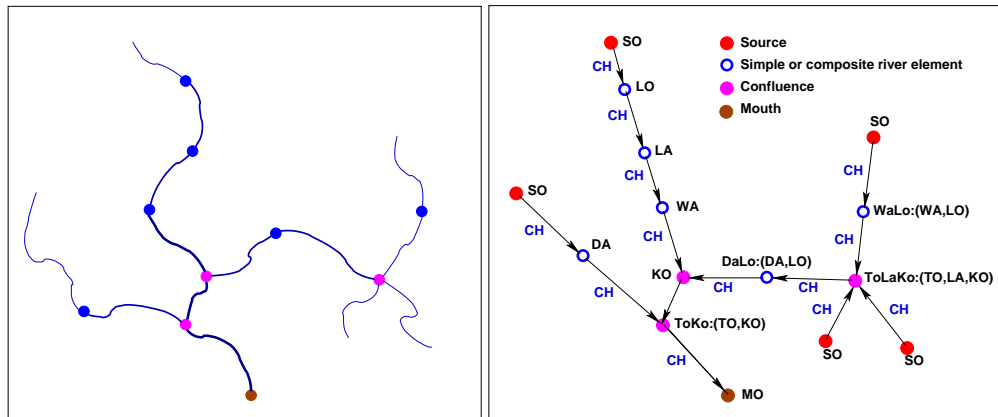 SO
Source
CH
Simple or composite river element
LO
Confluence
CH
Mouth
SO
LA
CH
CH
SO
WA
WaLo:(WA,LO)
CH
CH
CH
DA
DaLo:(DA,LO)
KO
ToLaKo:(TO,LA,KO)
CH
CH
CH
CH
CH
ToKo:(TO,KO)
SO
SO
CH
MO